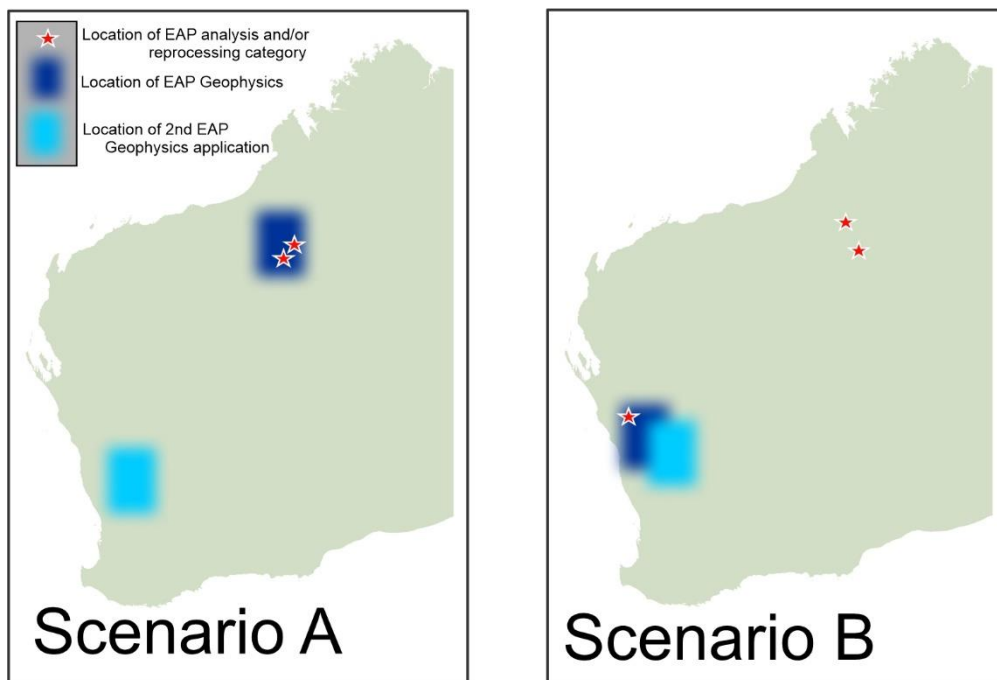 Location of EAP analysis and/or
reprocessing category
Location of EAP Geophysics
Location of 2nd EAP
Geophysics application
Scenario A
Scenario B